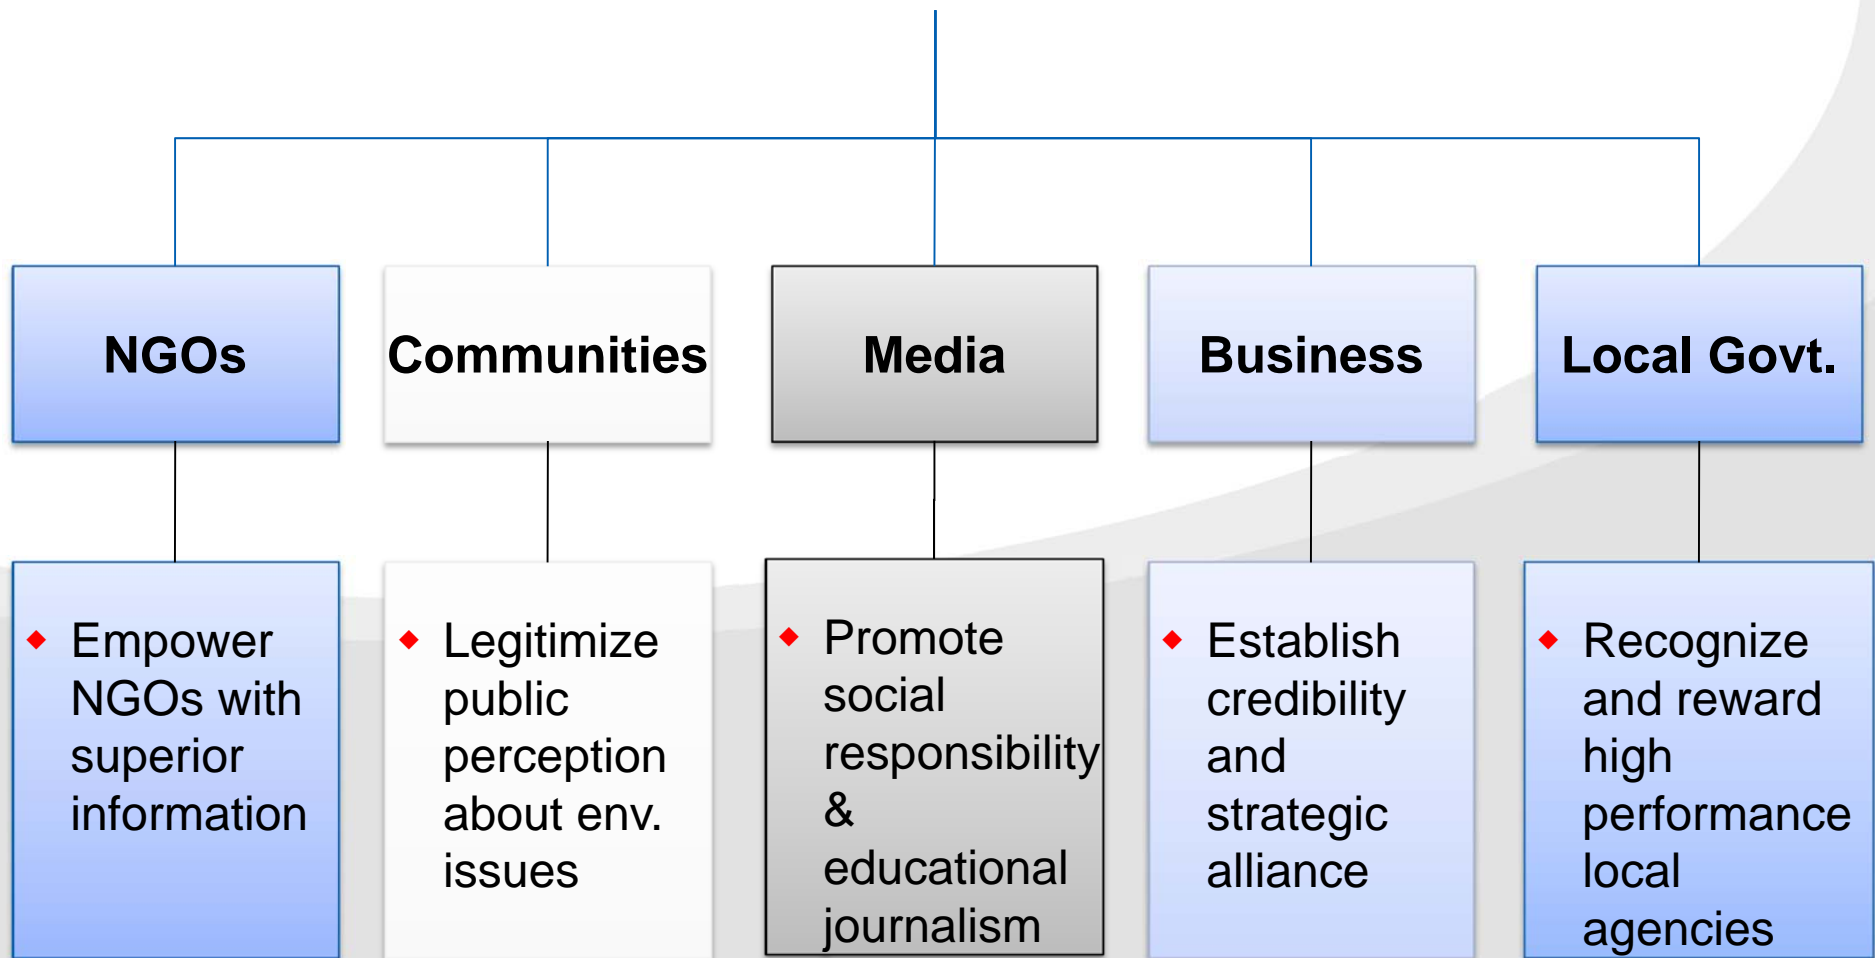 NGOs
Communities
Media
Business
Local Govt.
Empower
NGOs with
superior
information
Legitimize
public
perception
about env.
issues
Promote
social
responsibility
&
educational
journalism
Establish
credibility
and
strategic
alliance
Recognize
and reward
high
performance
local
agencies